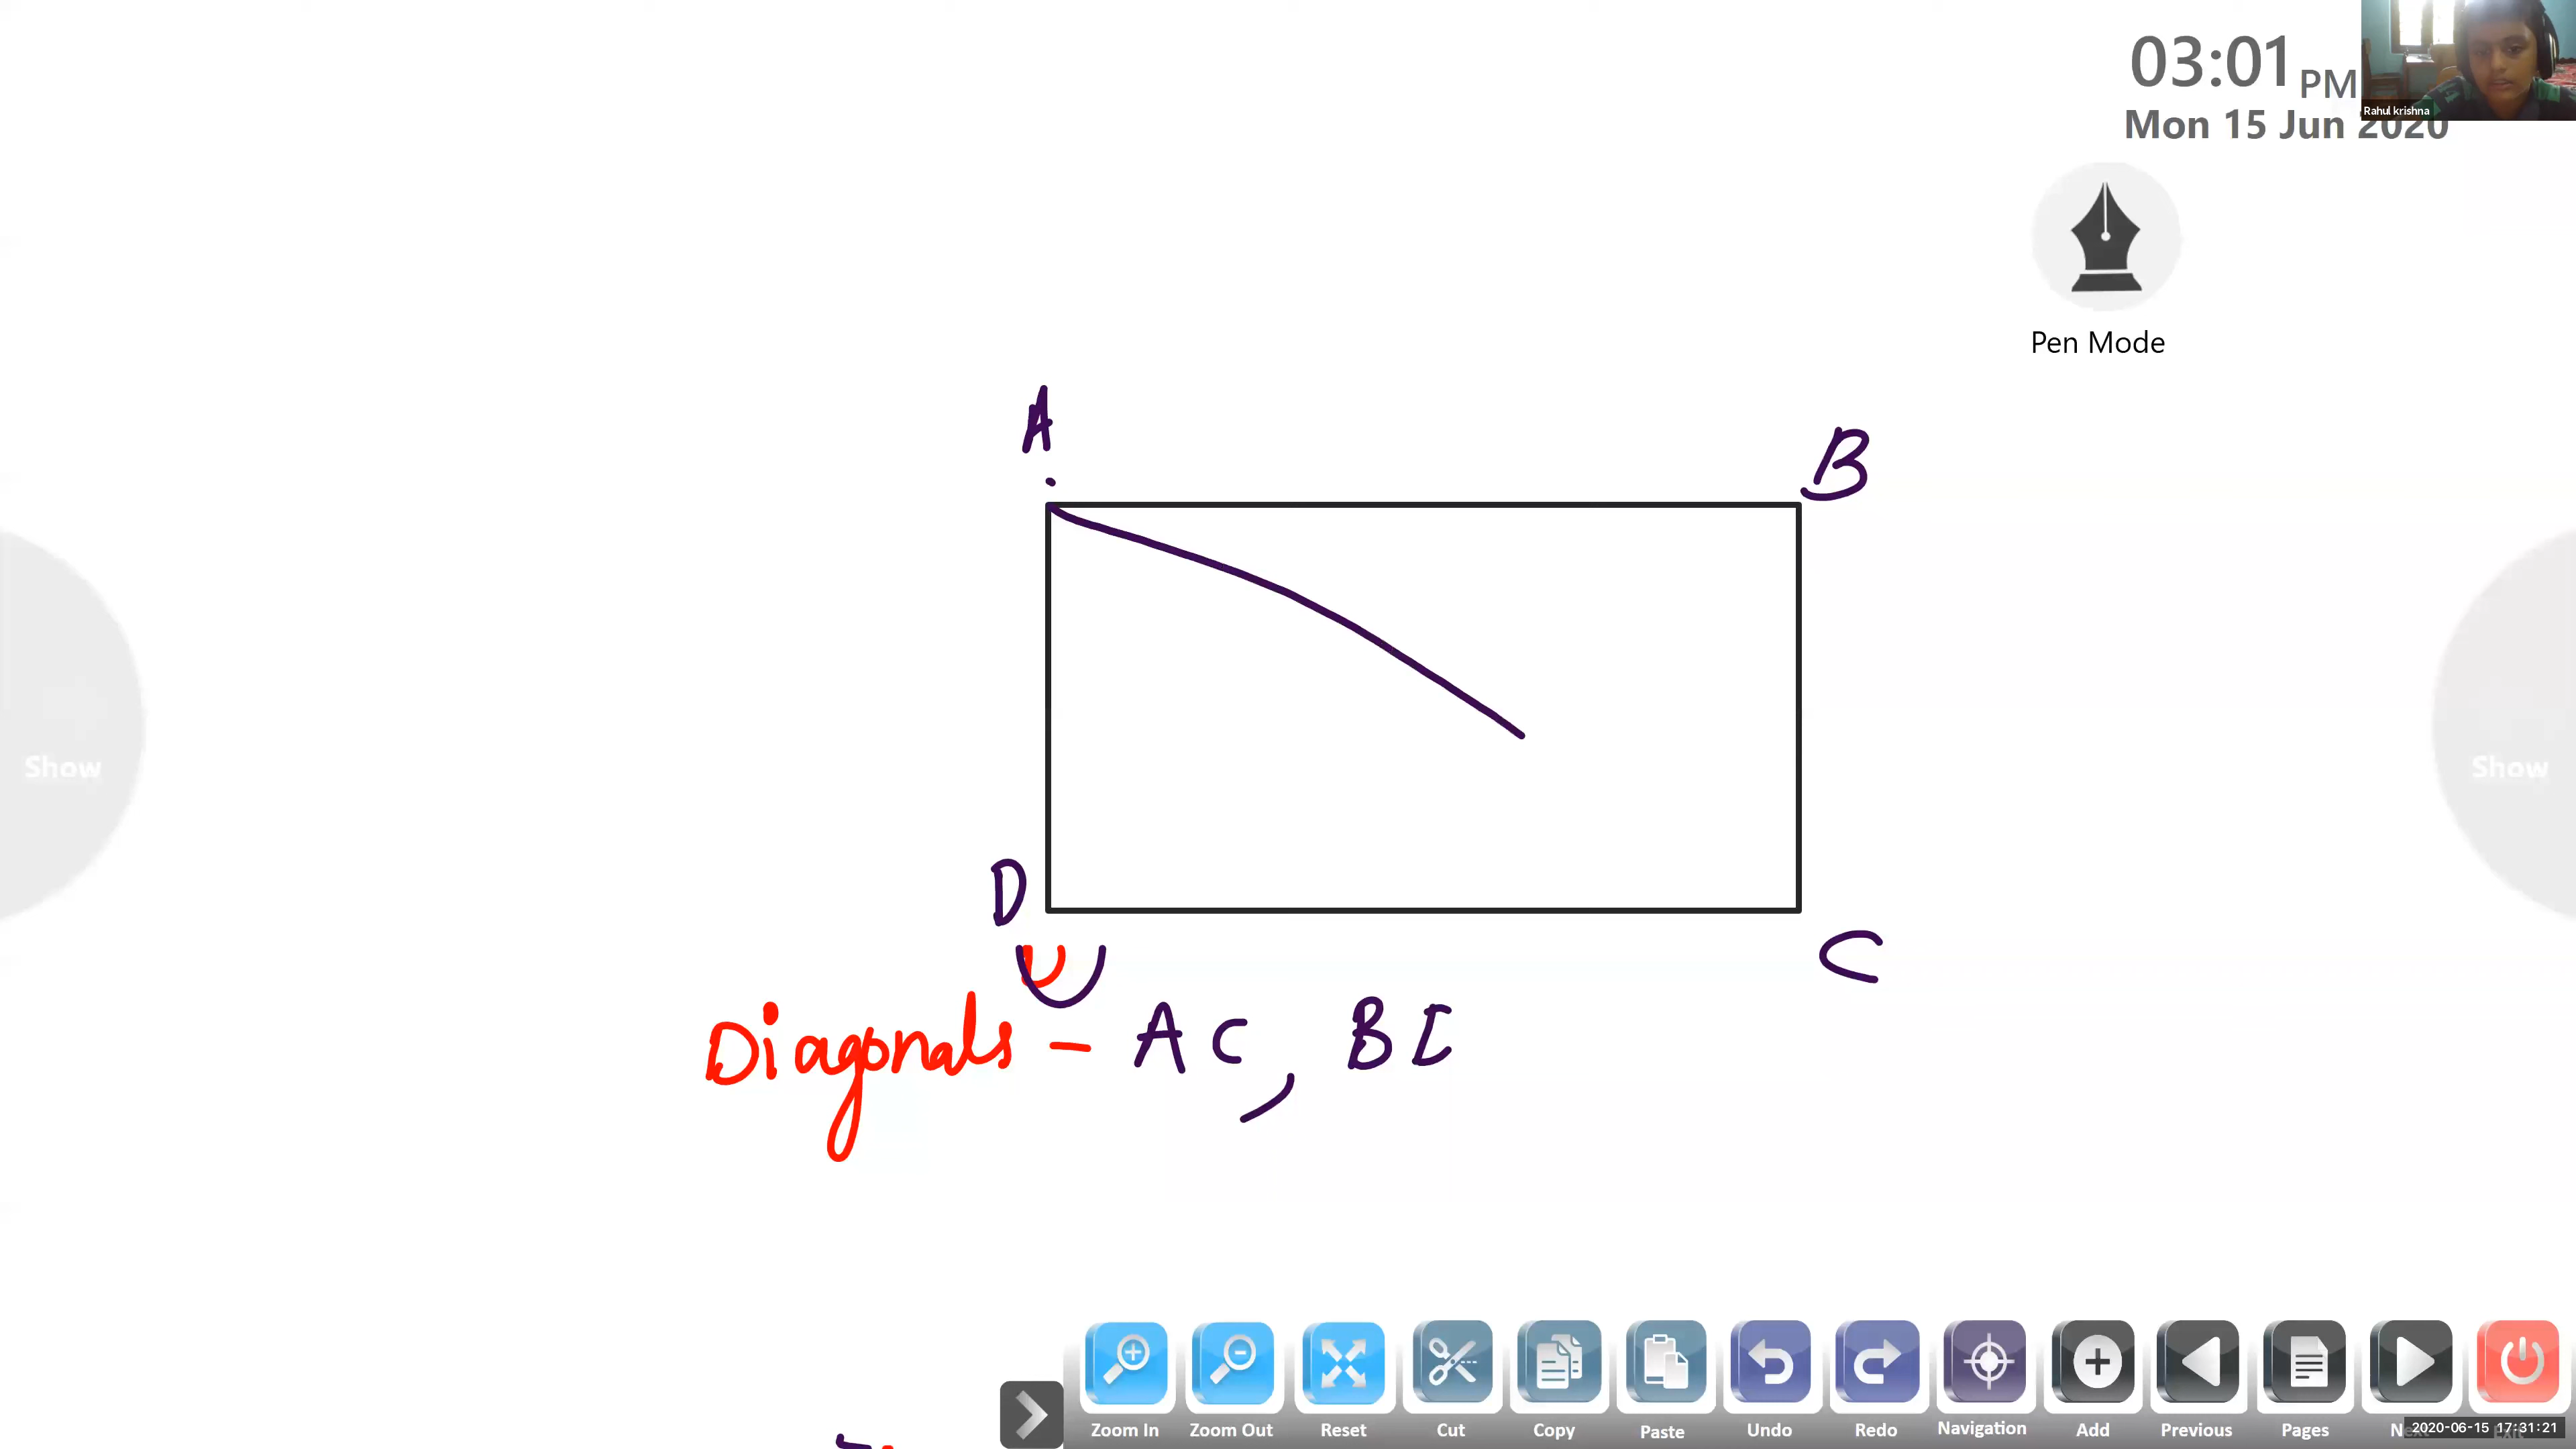 03:01 PM
Rahul krishna
Mon 15 Jun 2020
Pen Mode
A
B
Show
Show
D
C
Diagonals - AC, B
Zoom In
Zoom Out
Reset
Cut
Copy
Paste
Undo
Redo
Navigation
Add
Previous
Pages
2020-06-15 17:31:21